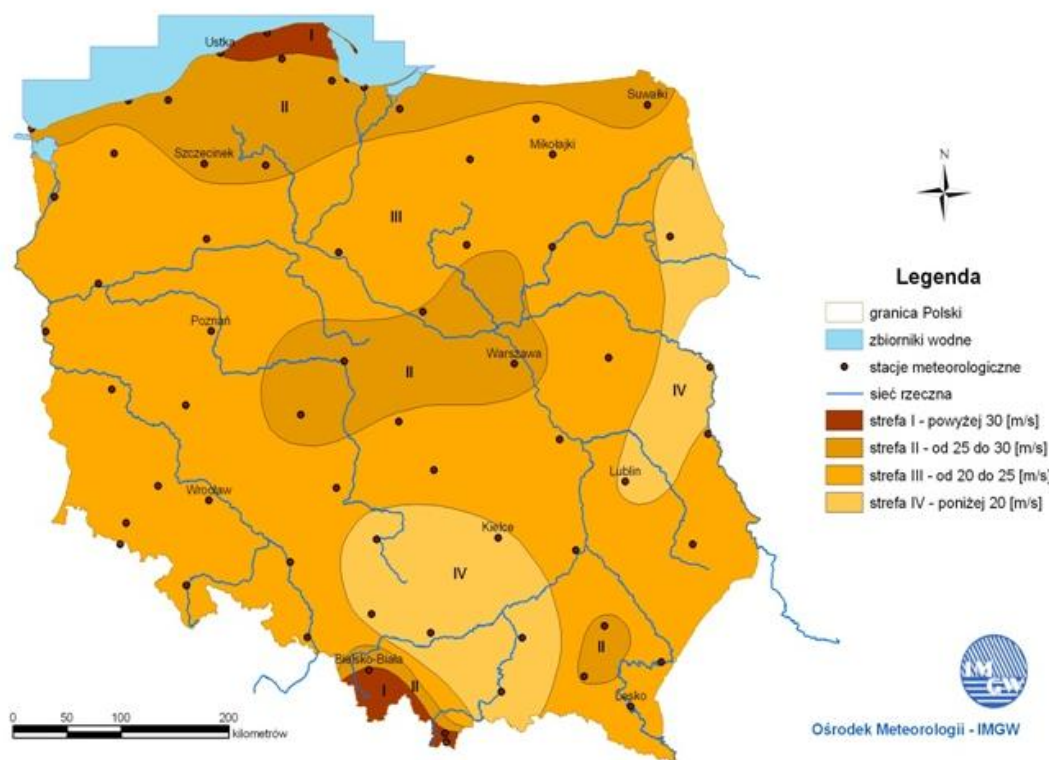 Ustka
I
Suwałki
II
Szczecinek
Mikołajki
N
III
Legenda
granica Polski
Poznań
zbiorniki wodne
Warszawa
stacje meteorologiczne
II
IV
sieć rzeczna
strefa I - powyżej 30 [m/s]
strefa II - od 25 do 30 [m/s]
Lublin
strefa III - od 20 do 25 [m/s]
Wrocław
strefa IV - poniżej 20 [m/s]
Kielce
IV
II
Bielsko-Biała
I
II
Lesko
IMGW
0 50 100 200
kilometrów
Ośrodek Meteorologii - IMGW